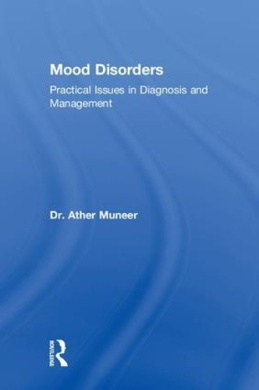 Mood Disorders
Practical Issues in Diagnosis and
Management
Dr. Ather Muneer
ROUTLEDGE